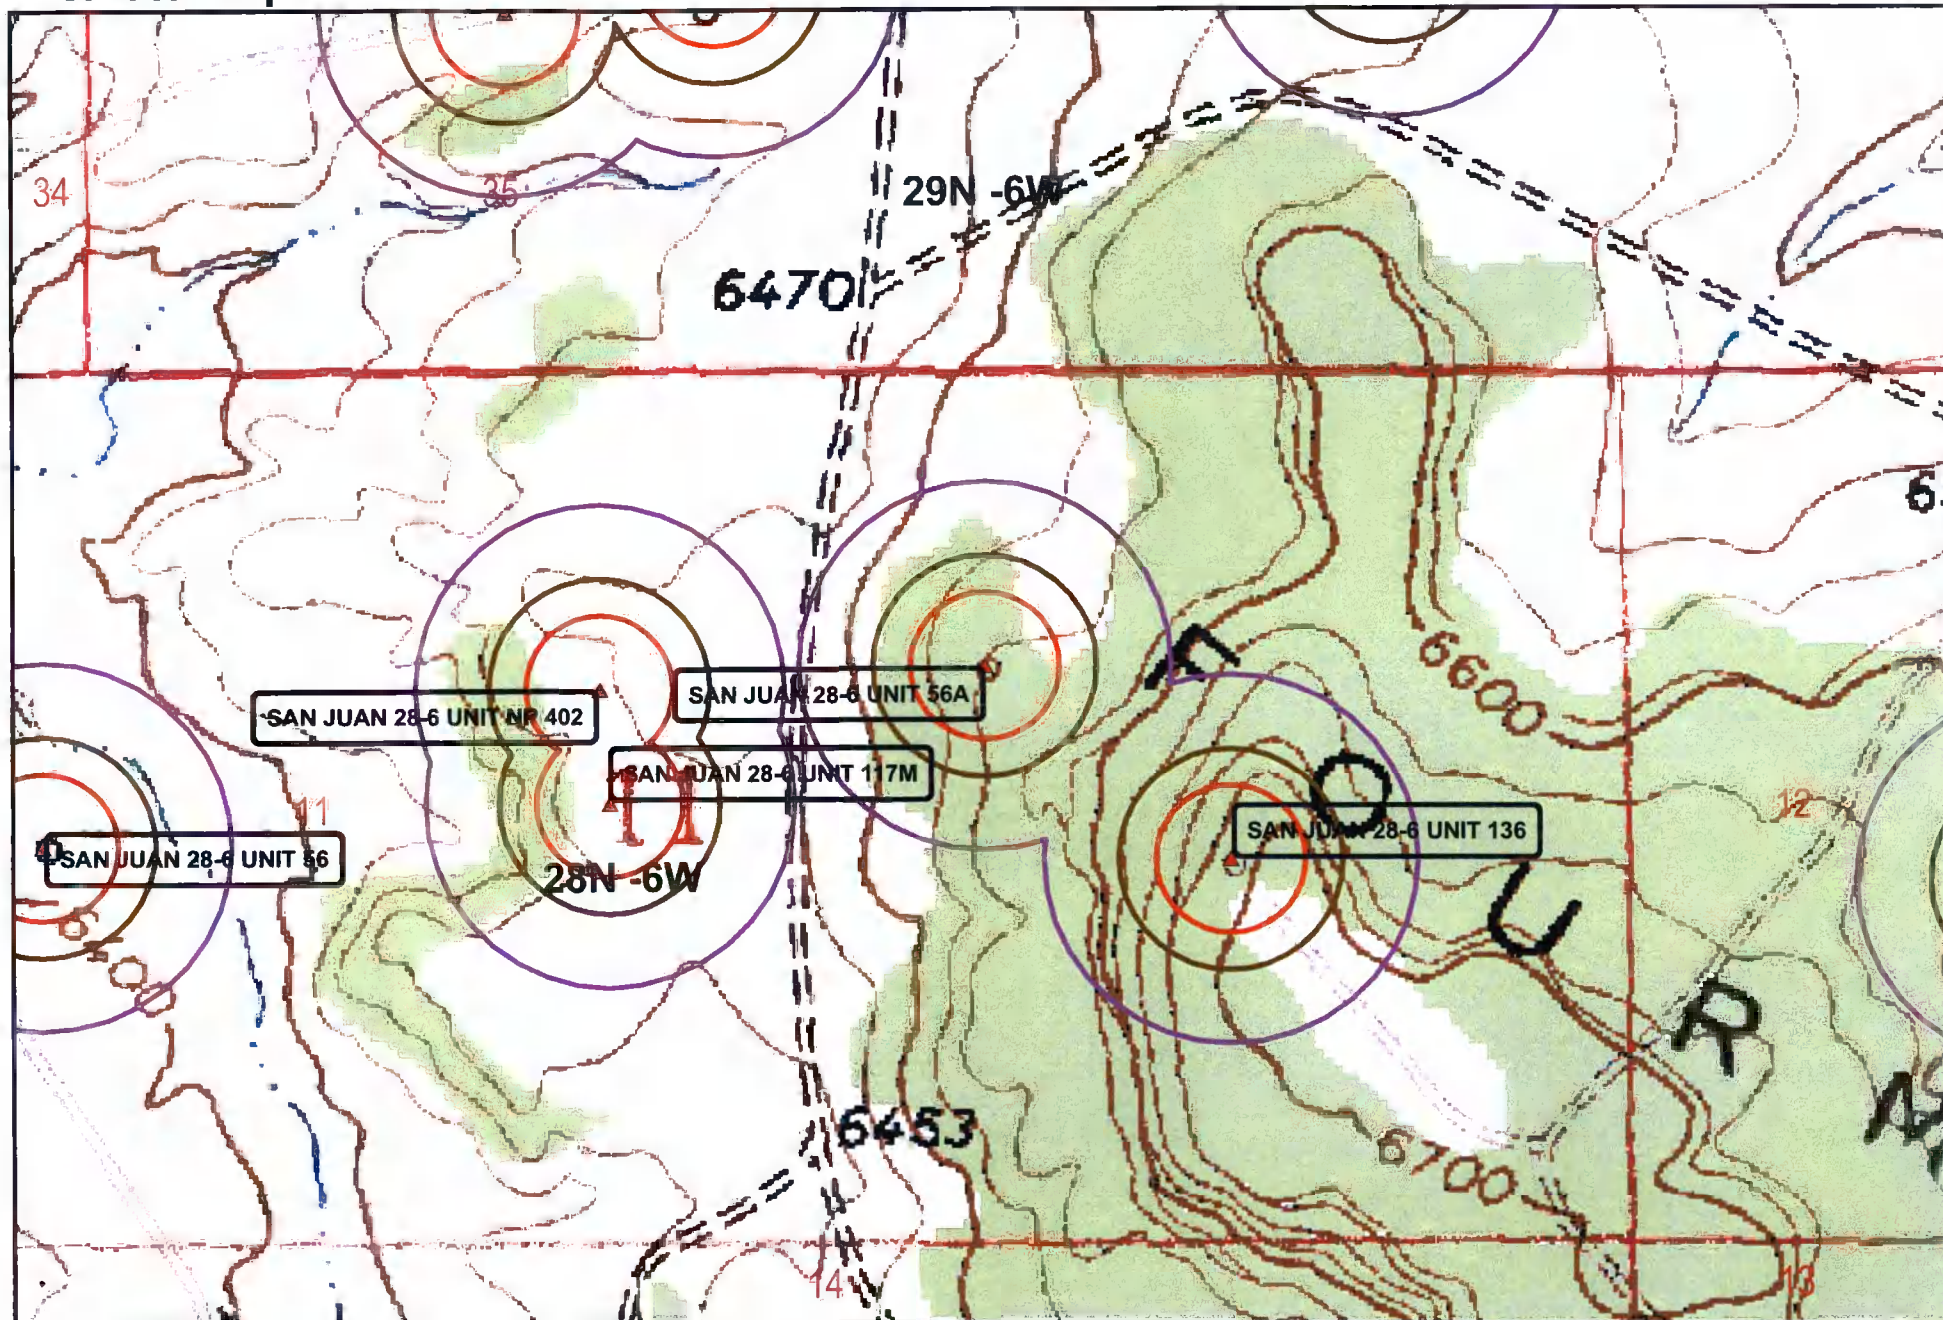 34
35
29N -6W
6470
6600
SAN JUAN 28-6 UNIT 56A
SAN JUAN 28-6 UNIT NP 402
SAN JUAN 28-6 UNIT 117M
11
11
12
SAN JUAN 28-6 UNIT 136
SAN JUAN 28-6 UNIT 56
28N -6W
F
O
U
R
6453
6700
14
13